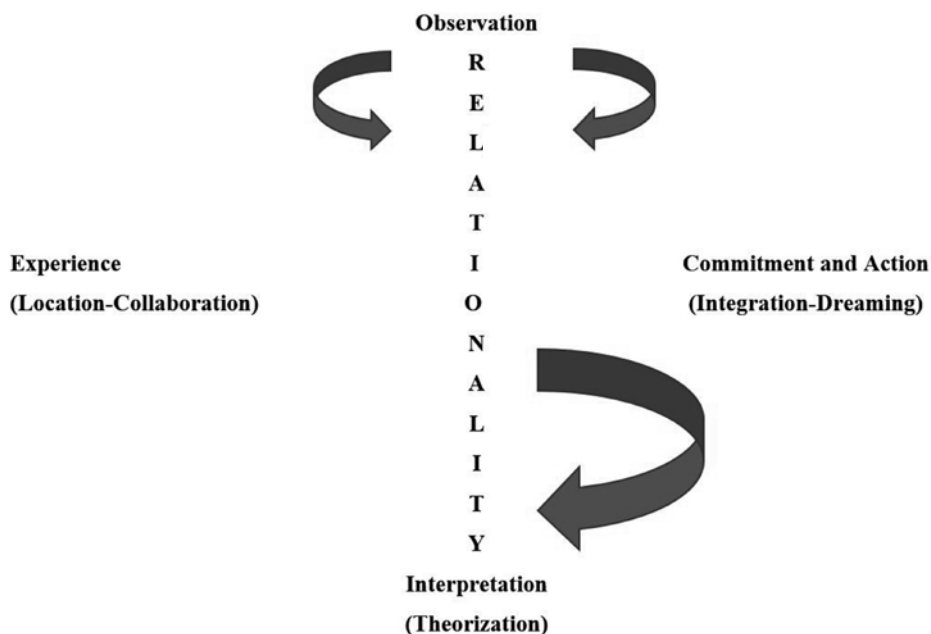 Observation
R
E
L
A
T
Experience I Commitment and Action
(Location-Collaboration) O (Integration-Dreaming)
N
A
L
I
T
Y
Interpretation
(Theorization)